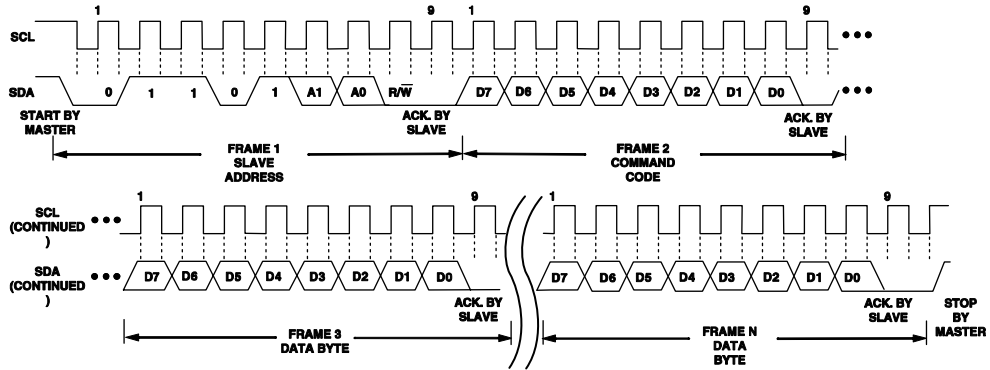 1 9 1 9
SCL
SDA 0 1 1 0 1 A1 A0 R/W̅ D7 D6 D5 D4 D3 D2 D1 D0
START BY
MASTER
ACK. BY
SLAVE
ACK. BY
SLAVE
FRAME 1
SLAVE
ADDRESS
FRAME 2
COMMAND
CODE
1 9 1 9
SCL
(CONTINUED
)
SDA
(CONTINUED
)
D7 D6 D5 D4 D3 D2 D1 D0 D7 D6 D5 D4 D3 D2 D1 D0
ACK. BY
SLAVE
ACK. BY
SLAVE
STOP
BY
MASTER
FRAME 3
DATA BYTE
FRAME N
DATA
BYTE